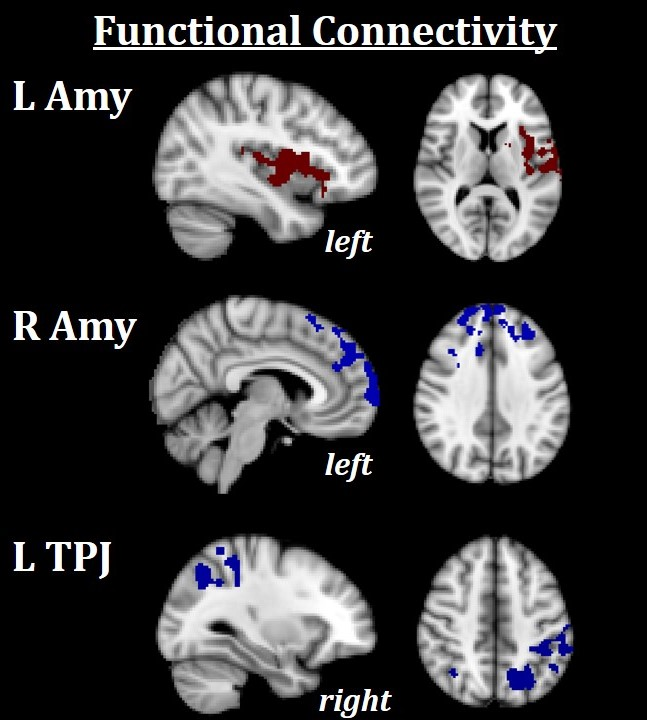 Functional Connectivity
L Amy
left
R Amy
left
L TPJ
right